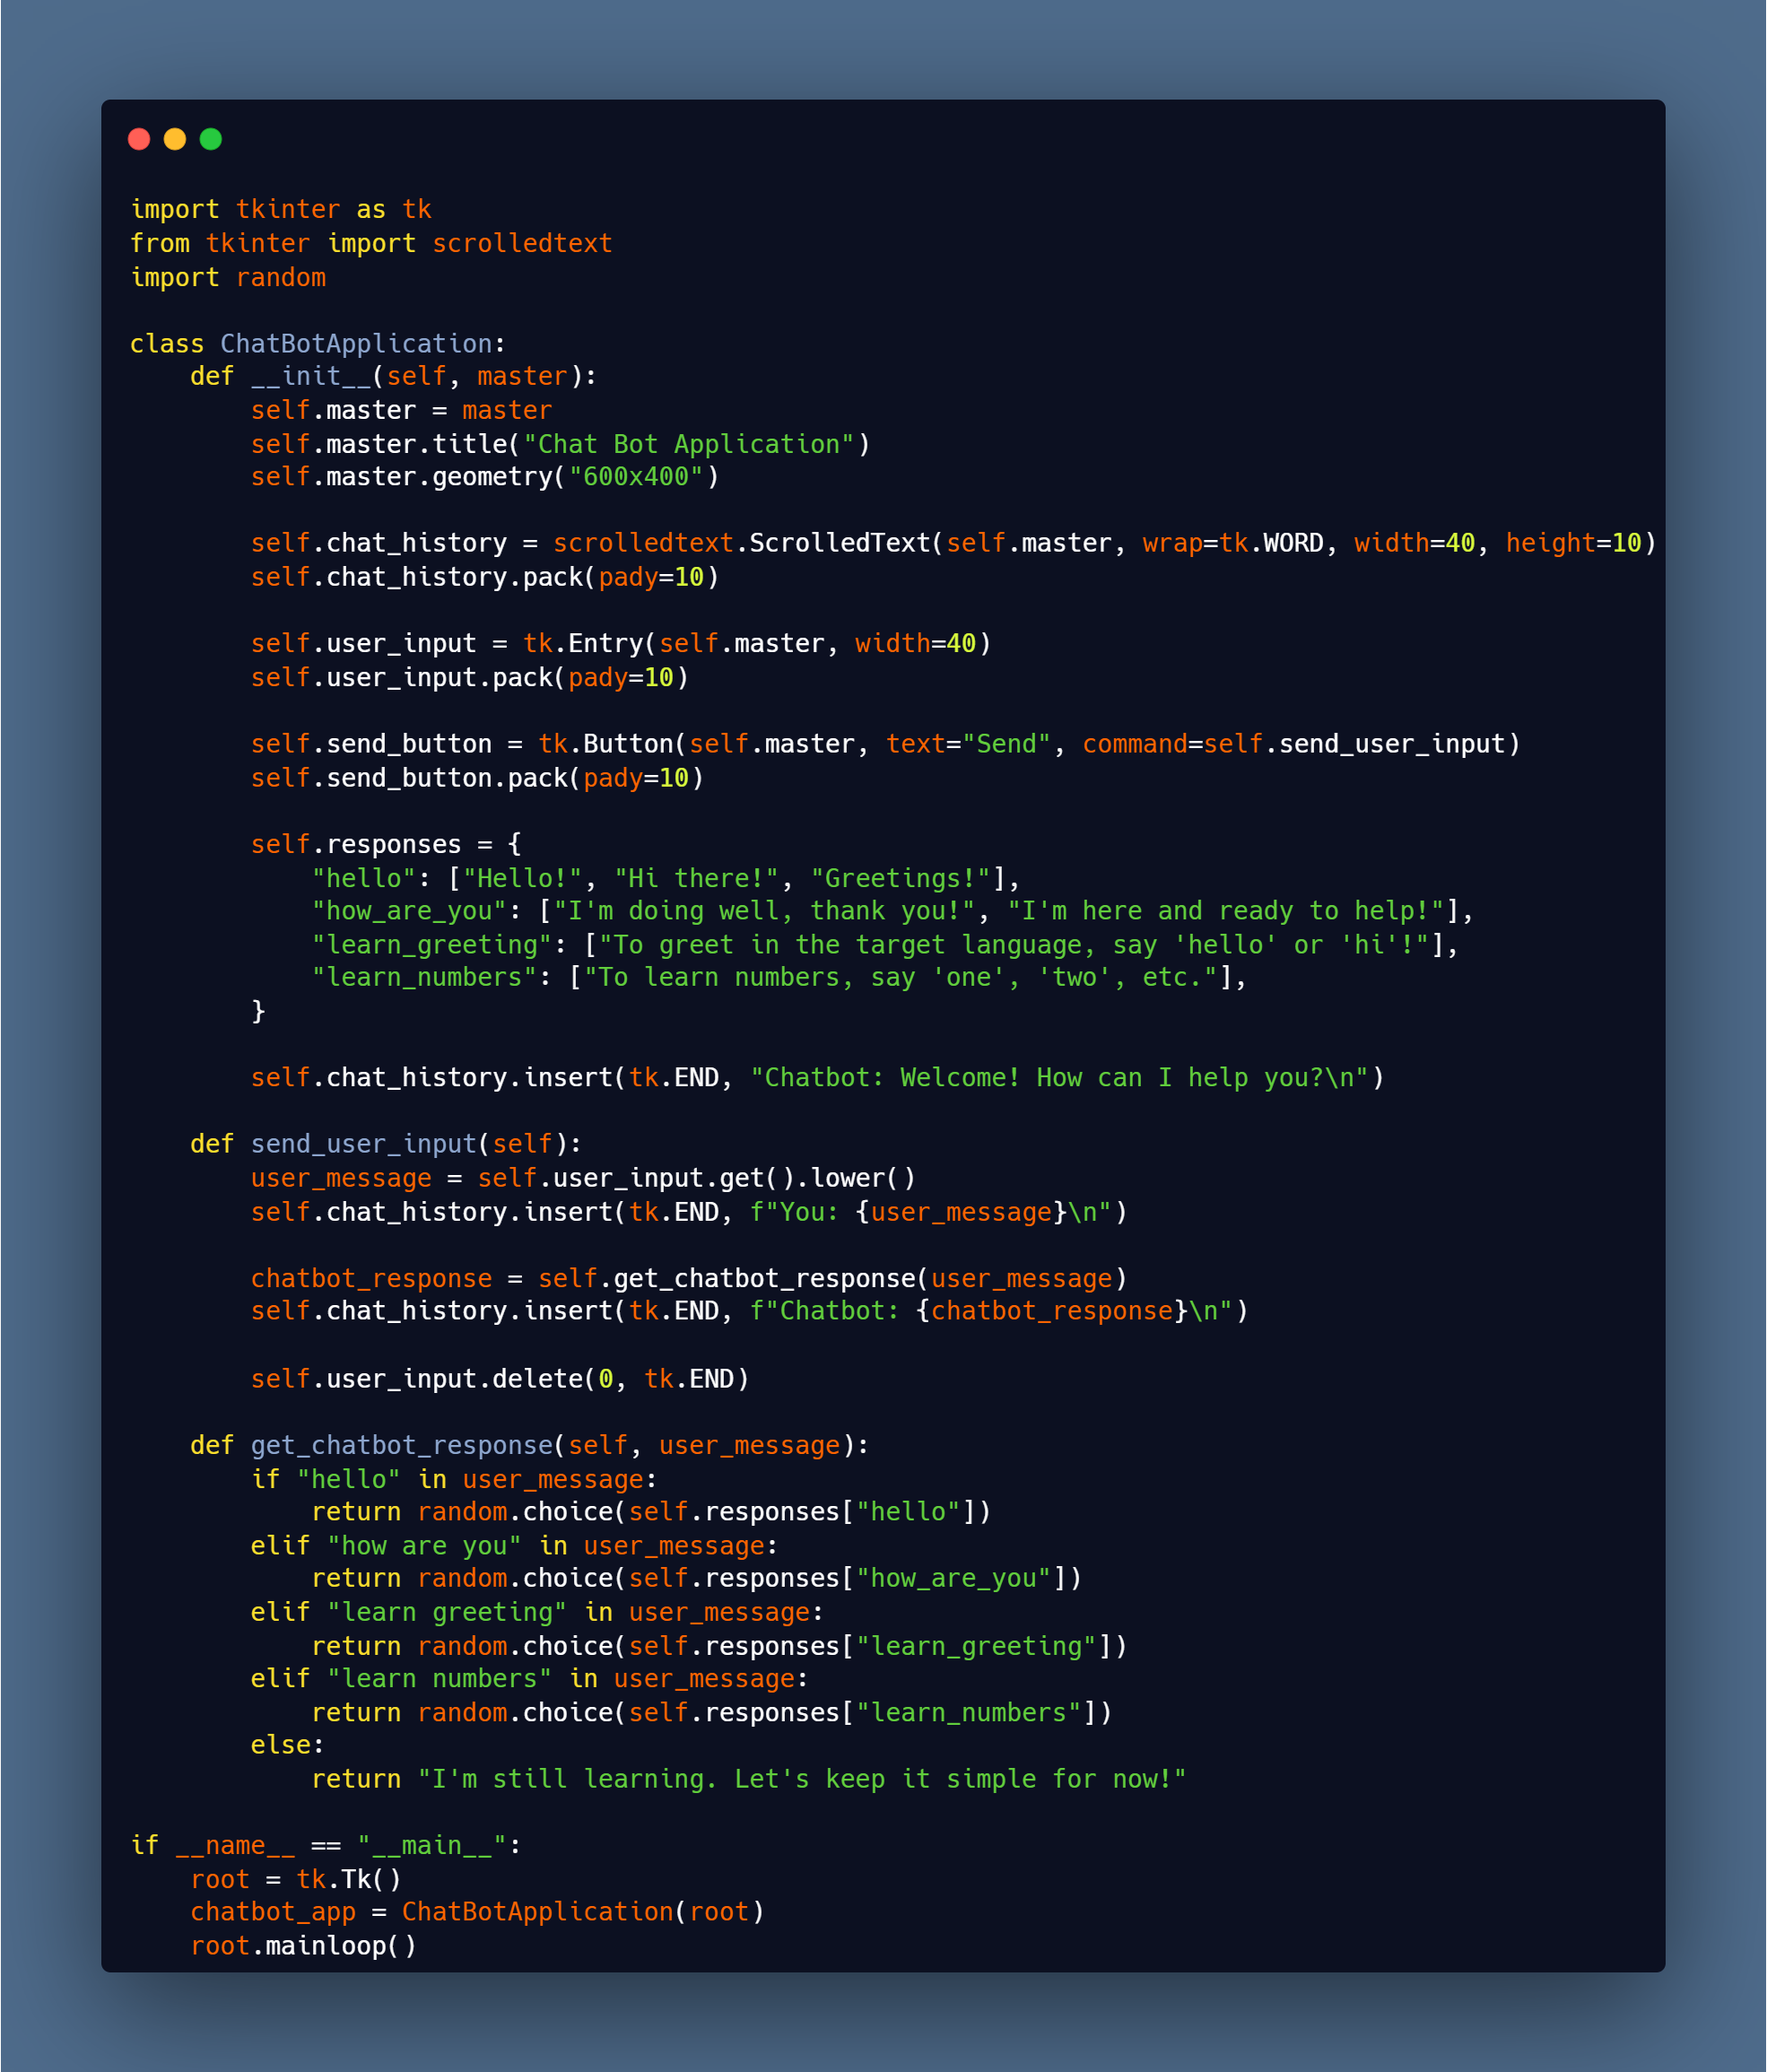 import tkinter as tk
from tkinter import scrolledtext
import random

class ChatBotApplication:
    def __init__(self, master):
        self.master = master
        self.master.title("Chat Bot Application")
        self.master.geometry("600x400")

        self.chat_history = scrolledtext.ScrolledText(self.master, wrap=tk.WORD, width=40, height=10)
        self.chat_history.pack(pady=10)

        self.user_input = tk.Entry(self.master, width=40)
        self.user_input.pack(pady=10)

        self.send_button = tk.Button(self.master, text="Send", command=self.send_user_input)
        self.send_button.pack(pady=10)

        self.responses = {
            "hello": ["Hello!", "Hi there!", "Greetings!"],
            "how_are_you": ["I'm doing well, thank you!", "I'm here and ready to help!"],
            "learn_greeting": ["To greet in the target language, say 'hello' or 'hi'!"],
            "learn_numbers": ["To learn numbers, say 'one', 'two', etc."],
        }

        self.chat_history.insert(tk.END, "Chatbot: Welcome! How can I help you?\n")

    def send_user_input(self):
        user_message = self.user_input.get().lower()
        self.chat_history.insert(tk.END, f"You: {user_message}\n")

        chatbot_response = self.get_chatbot_response(user_message)
        self.chat_history.insert(tk.END, f"Chatbot: {chatbot_response}\n")

        self.user_input.delete(0, tk.END)

    def get_chatbot_response(self, user_message):
        if "hello" in user_message:
            return random.choice(self.responses["hello"])
        elif "how are you" in user_message:
            return random.choice(self.responses["how_are_you"])
        elif "learn greeting" in user_message:
            return random.choice(self.responses["learn_greeting"])
        elif "learn numbers" in user_message:
            return random.choice(self.responses["learn_numbers"])
        else:
            return "I'm still learning. Let's keep it simple for now!"

if __name__ == "__main__":
    root = tk.Tk()
    chatbot_app = ChatBotApplication(root)
    root.mainloop()